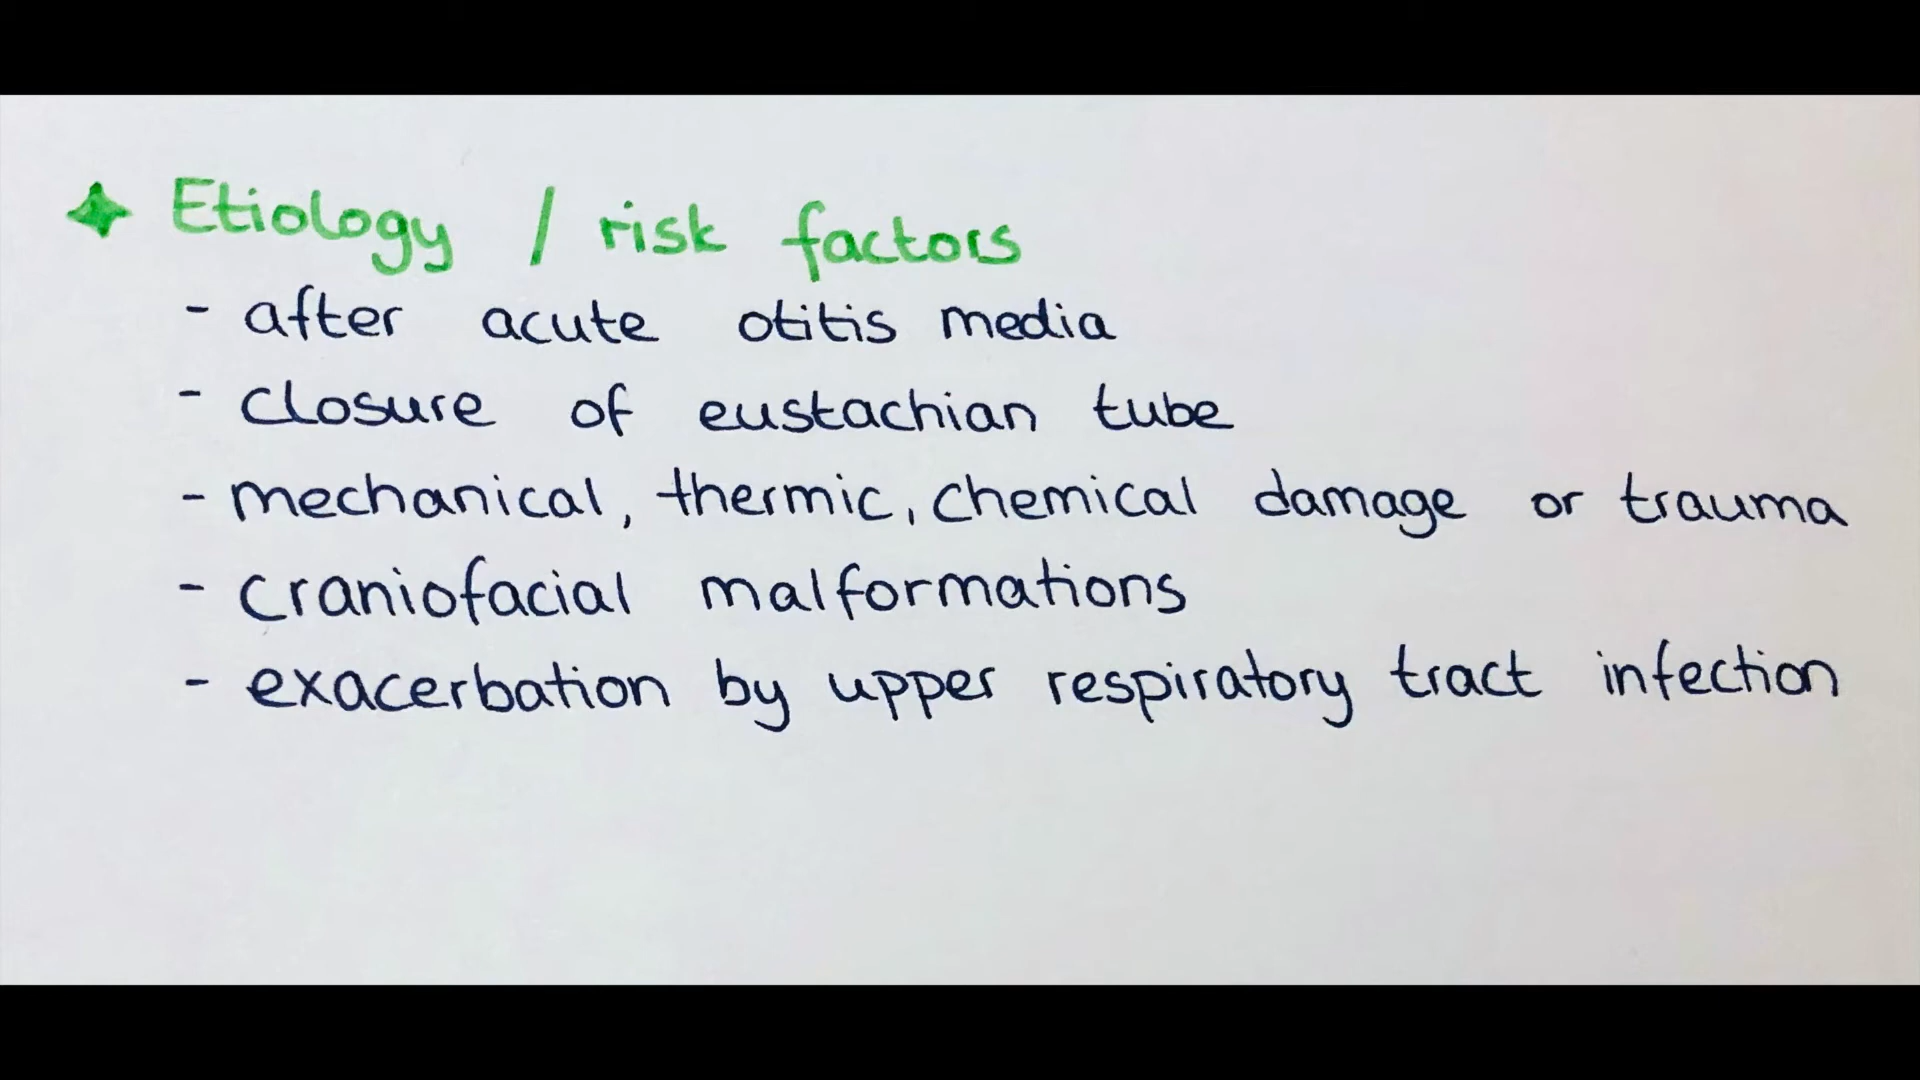 Etiology / risk factors
- after acute otitis media
- closure of eustachian tube
- mechanical, thermic, chemical damage or trauma
- craniofacial malformations
- exacerbation by upper respiratory tract infection